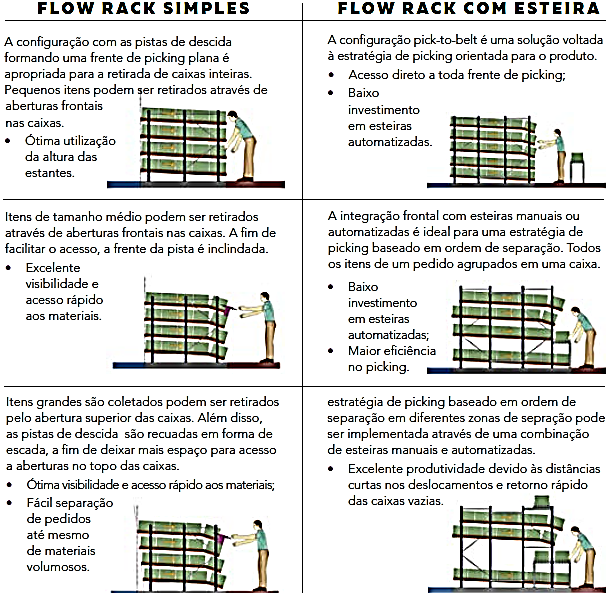 FLOW RACK SIMPLES
A configuração com as pistas de descida
formando uma frente de picking plana é
apropriada para a retirada de caixas inteiras.
Pequenos itens podem ser retirados através de
aberturas frontais
nas caixas.
• Ótima utilização
da altura das
estantes.
Itens de tamanho médio podem ser retirados
através de aberturas frontais nas caixas. A fim de
facilitar o acesso, a frente da pista é inclindada.
• Excelente
visibilidade e
acesso rápido
aos materiais.
Itens grandes são coletados podem ser retirados
pelo abertura superior das caixas. Além disso,
as pistas de descida são recuadas em forma de
escada, a fim de deixar mais espaço para acesso
a aberturas no topo das caixas.
• Ótima visibilidade e acesso rápido aos materiais;
• Fácil separação
de pedidos
até mesmo
de materiais
volumosos.
FLOW RACK COM ESTEIRA
A configuração pick-to-belt é uma solução voltada
à estratégia de picking orientada para o produto.
• Acesso direto a toda frente de picking;
• Baixo
investimento
em esteiras
automatizadas.
A integração frontal com esteiras manuais ou
automatizadas é ideal para uma estratégia de
picking baseado em ordem de separação. Todos
os itens de um pedido agrupados em uma caixa.
• Baixo
investimento
em esteiras
automatizadas;
• Maior eficiência
no picking.
estratégia de picking baseado em ordem de
separação em diferentes zonas de sepração pode
ser implementada através de uma combinação
de esteiras manuais e automatizadas.
• Excelente produtividade devido às distâncias
curtas nos deslocamentos e retorno rápido
das caixas vazias.